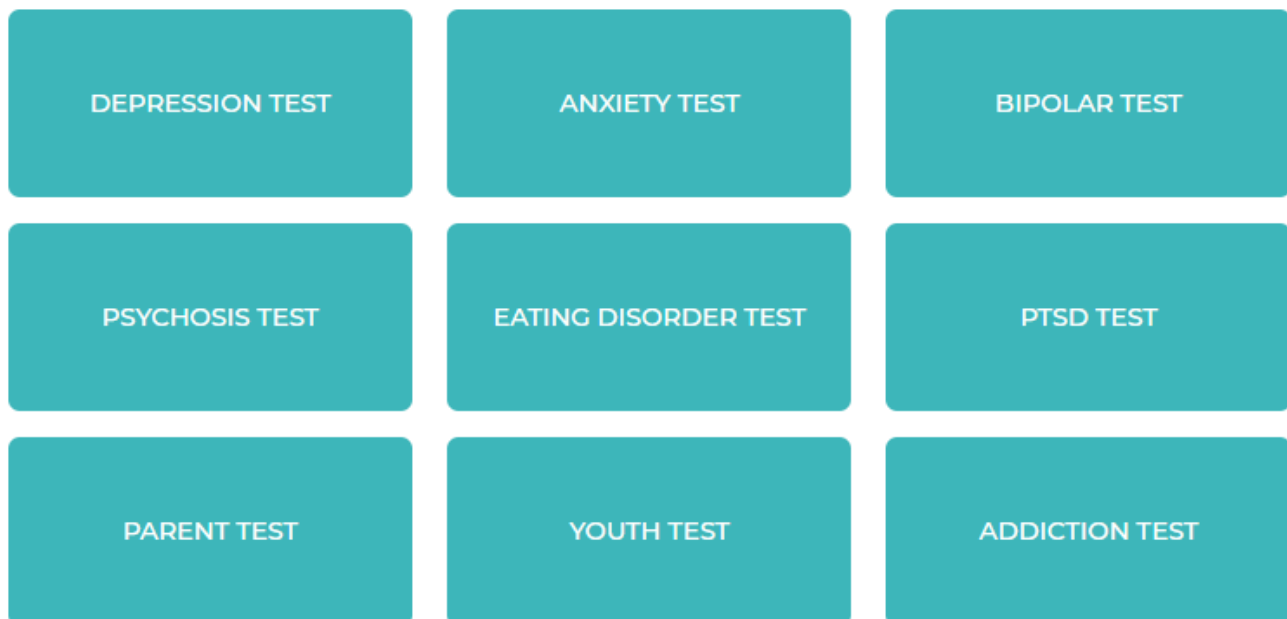 DEPRESSION TEST
ANXIETY TEST
BIPOLAR TEST
PSYCHOSIS TEST
EATING DISORDER TEST
PTSD TEST
PARENT TEST
YOUTH TEST
ADDICTION TEST